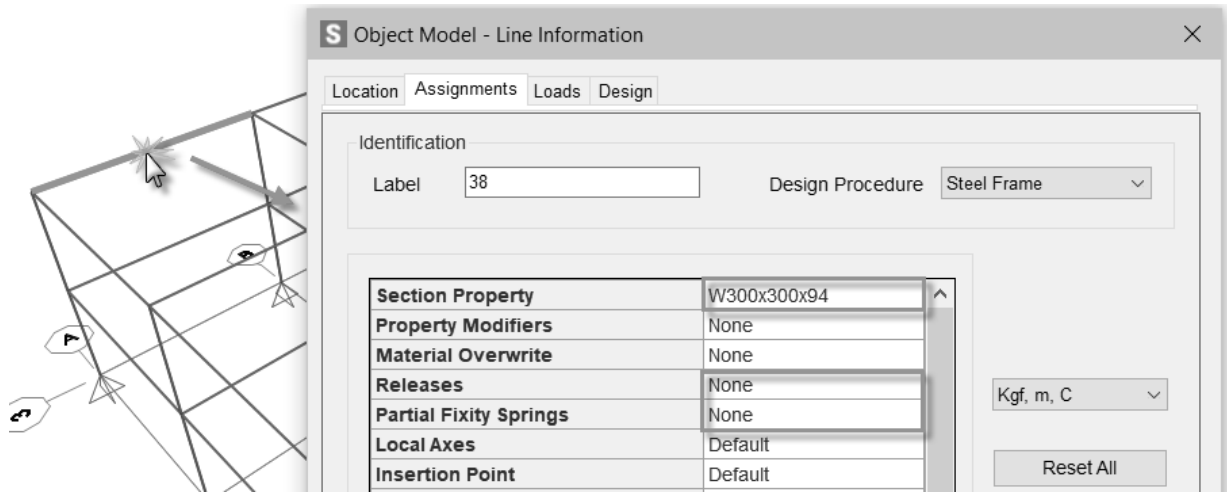 S Object Model - Line Information
Location Assignments Loads Design
Identification
Label 38 Design Procedure Steel Frame
Section Property W300x300x94
Property Modifiers None
Material Overwrite None
Releases None
Partial Fixity Springs None
Kgf, m, C
Local Axes Default
Insertion Point Default
Reset All
B
A
5